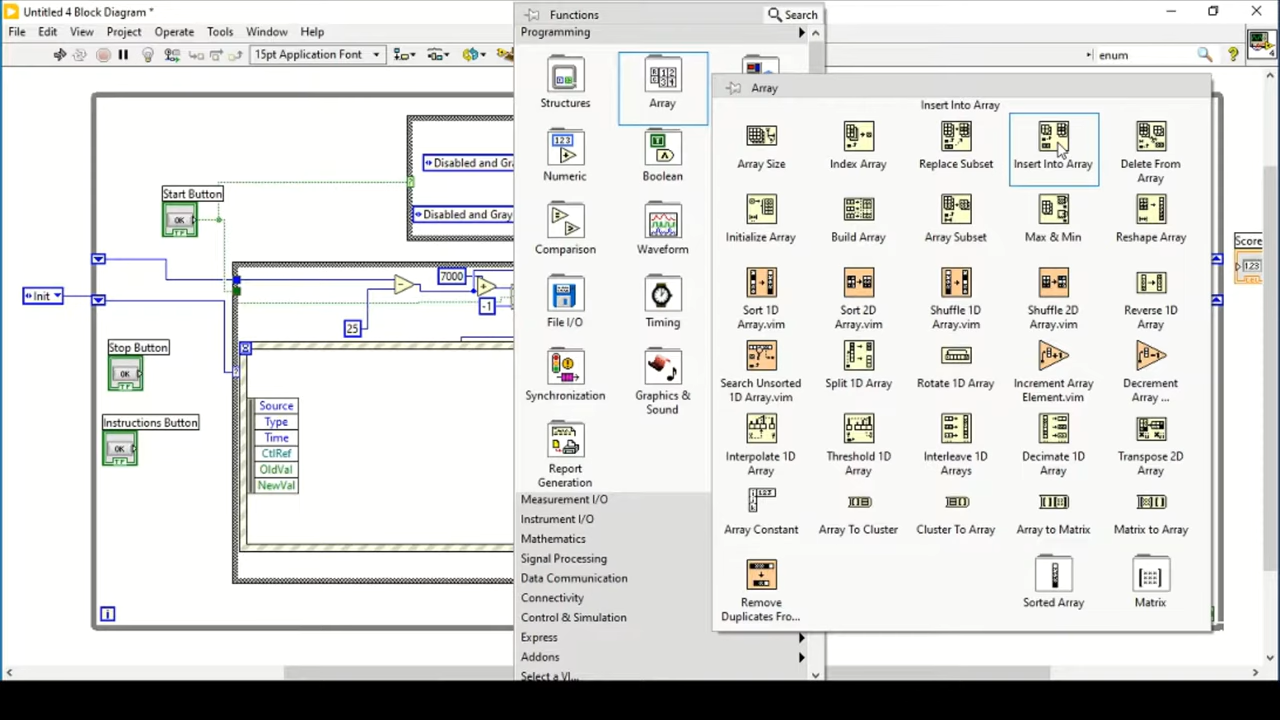 Untitled 4 Block Diagram *
File Edit View Project Operate Tools Window Help
15pt Application Font
enum
Functions
Search
Programming
Structures
Array
Numeric
Boolean
Comparison
Waveform
File I/O
Timing
Synchronization
Graphics &
Sound
Report
Generation
Measurement I/O
Instrument I/O
Mathematics
Signal Processing
Data Communication
Connectivity
Control & Simulation
Express
Addons
Select a VI...
Array
Insert Into Array
Array Size
Index Array
Replace Subset
Insert Into Array
Delete From
Array
Initialize Array
Build Array
Array Subset
Max & Min
Reshape Array
Sort 1D
Array.vim
Sort 2D
Array.vim
Shuffle 1D
Array.vim
Shuffle 2D
Array.vim
Reverse 1D
Array
Search Unsorted
1D Array.vim
Split 1D Array
Rotate 1D Array
Increment Array
Element.vim
Decrement
Array ...
Interpolate 1D
Array
Threshold 1D
Array
Interleave 1D
Arrays
Decimate 1D
Array
Transpose 2D
Array
Array Constant
Array To Cluster
Cluster To Array
Array to Matrix
Matrix to Array
Remove
Duplicates Fro...
Sorted Array
Matrix
Disabled and Gray
Disabled and Gray
Start Button
OK
TF
7000
-1
25
Init
Stop Button
OK
TF
Instructions Button
OK
TF
Source
Type
Time
CtlRef
OldVal
NewVal
i
Score
123